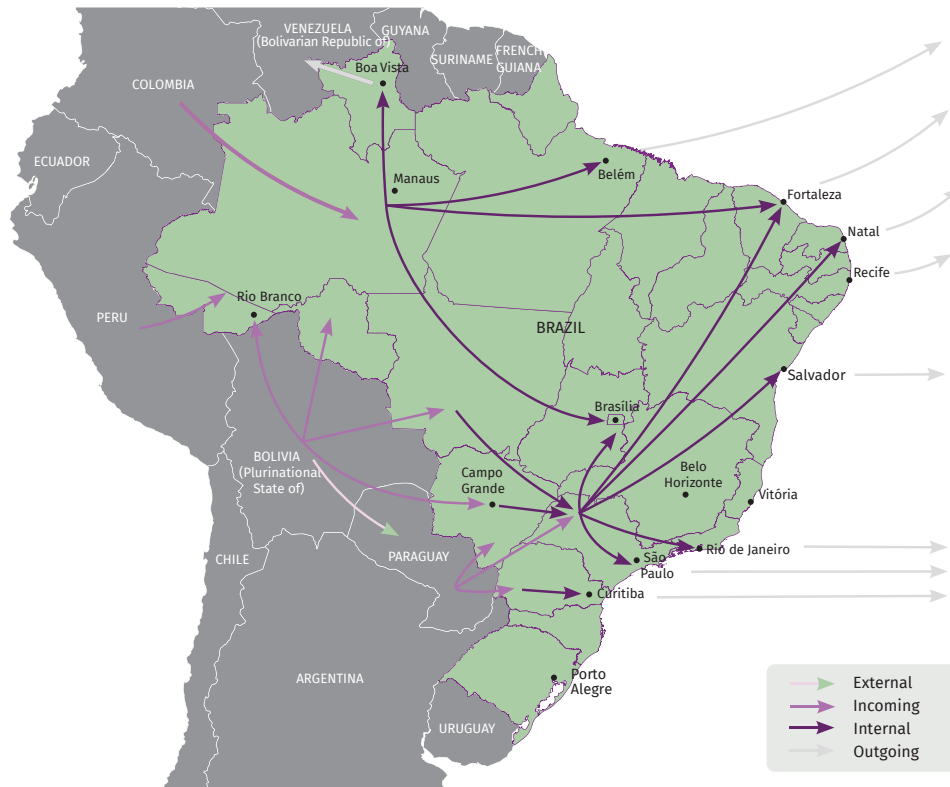 VENEZUELA
(Bolivarian Republic of)
GUYANA
SURINAME
FRENCH
GUIANA
Boa Vista
COLOMBIA
ECUADOR
Manaus
Belém
Fortaleza
Natal
Recife
Rio Branco
PERU
BRAZIL
Salvador
Brasília
BOLIVIA
(Plurinational
State of)
Campo
Grande
Belo
Horizonte
Vitória
CHILE
PARAGUAY
São
Paulo
Rio de Janeiro
Curitiba
ARGENTINA
Porto
Alegre
URUGUAY
External
Incoming
Internal
Outgoing